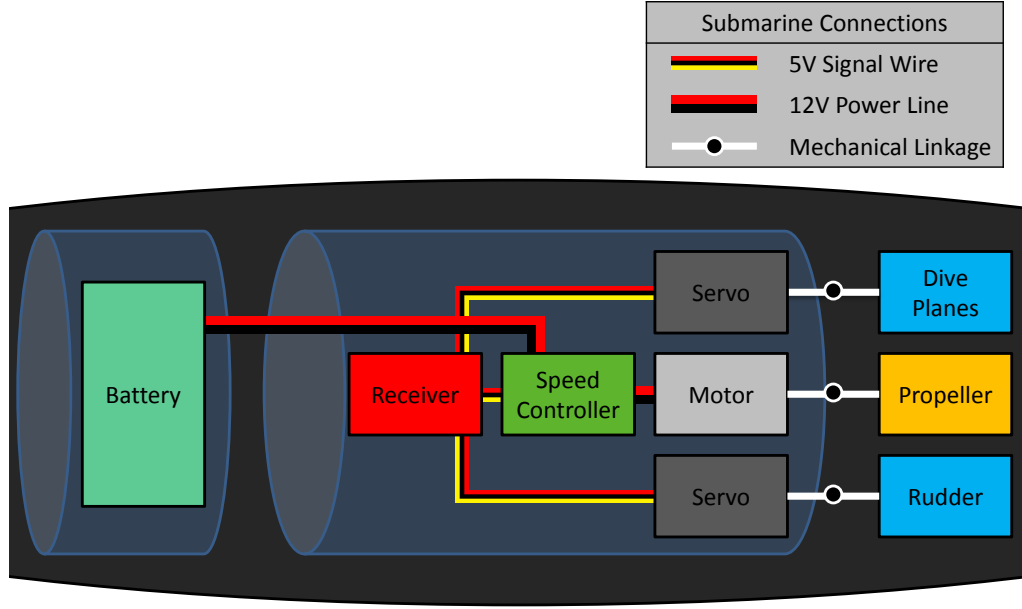 Submarine Connections
5V Signal Wire
12V Power Line
Mechanical Linkage
Servo
Dive
Planes
Battery
Receiver
Speed
Controller
Motor
Propeller
Servo
Rudder